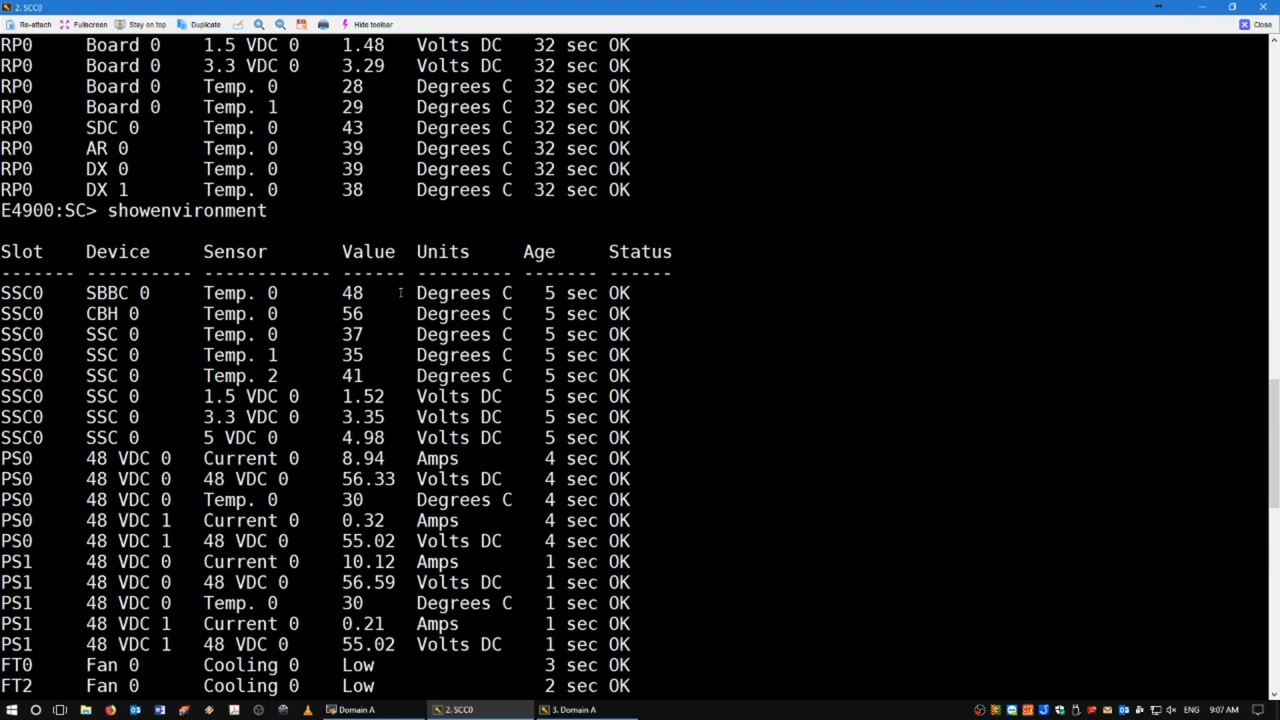 2. SCC0
Re-attach Fullscreen Stay on top Duplicate Hide toolbar Close
RP0 Board 0 1.5 VDC 0 1.48 Volts DC 32 sec OK
RP0 Board 0 3.3 VDC 0 3.29 Volts DC 32 sec OK
RP0 Board 0 Temp. 0 28 Degrees C 32 sec OK
RP0 Board 0 Temp. 1 29 Degrees C 32 sec OK
RP0 SDC 0 Temp. 0 43 Degrees C 32 sec OK
RP0 AR 0 Temp. 0 39 Degrees C 32 sec OK
RP0 DX 0 Temp. 0 39 Degrees C 32 sec OK
RP0 DX 1 Temp. 0 38 Degrees C 32 sec OK
E4900:SC> showenvironment
Slot Device Sensor Value Units Age Status
------- ---------- ------------ ------ --------- ------- ------
SSC0 SBBC 0 Temp. 0 48 Degrees C 5 sec OK
SSC0 CBH 0 Temp. 0 56 Degrees C 5 sec OK
SSC0 SSC 0 Temp. 0 37 Degrees C 5 sec OK
SSC0 SSC 0 Temp. 1 35 Degrees C 5 sec OK
SSC0 SSC 0 Temp. 2 41 Degrees C 5 sec OK
SSC0 SSC 0 1.5 VDC 0 1.52 Volts DC 5 sec OK
SSC0 SSC 0 3.3 VDC 0 3.35 Volts DC 5 sec OK
SSC0 SSC 0 5 VDC 0 4.98 Volts DC 5 sec OK
PS0 48 VDC 0 Current 0 8.94 Amps 4 sec OK
PS0 48 VDC 0 48 VDC 0 56.33 Volts DC 4 sec OK
PS0 48 VDC 0 Temp. 0 30 Degrees C 4 sec OK
PS0 48 VDC 1 Current 0 0.32 Amps 4 sec OK
PS0 48 VDC 1 48 VDC 0 55.02 Volts DC 4 sec OK
PS1 48 VDC 0 Current 0 10.12 Amps 1 sec OK
PS1 48 VDC 0 48 VDC 0 56.59 Volts DC 1 sec OK
PS1 48 VDC 0 Temp. 0 30 Degrees C 1 sec OK
PS1 48 VDC 1 Current 0 0.21 Amps 1 sec OK
PS1 48 VDC 1 48 VDC 0 55.02 Volts DC 1 sec OK
FT0 Fan 0 Cooling 0 Low 3 sec OK
FT2 Fan 0 Cooling 0 Low 2 sec OK
Domain A 2. SCC0 3. Domain A ENG 9:07 AM